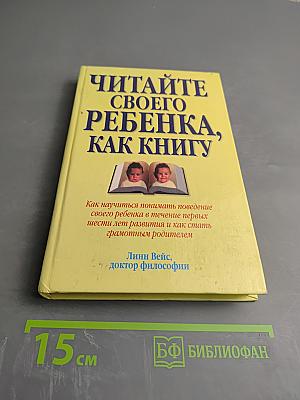 ЧИТАЙТЕ
СВОЕГО
РЕБЕНКА,
КАК КНИГУ
Как научиться понимать поведение
своего ребенка в течение первых
шести лет развития и как стать
грамотным родителем
Линн Вейс,
доктор философии
15 см
БФ БИБЛИОФАН